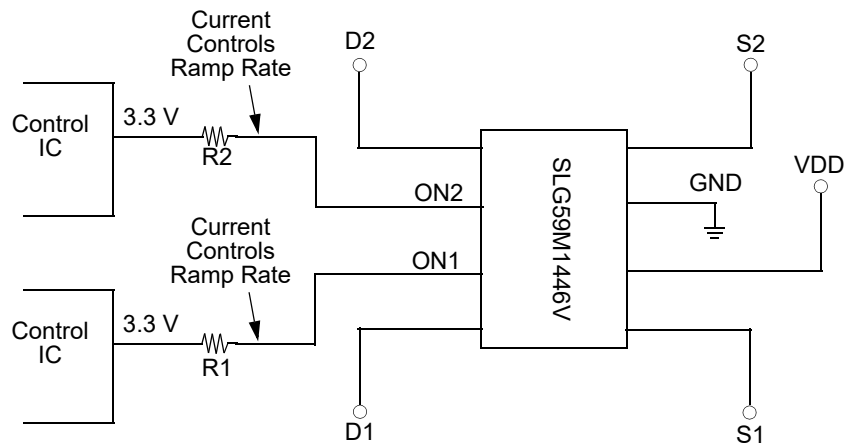 Current
Controls
Ramp Rate
D2
S2
Control
IC
3.3 V
R2
SLG59M1446V
GND
VDD
ON2
Current
Controls
Ramp Rate
ON1
Control
IC
3.3 V
R1
D1
S1